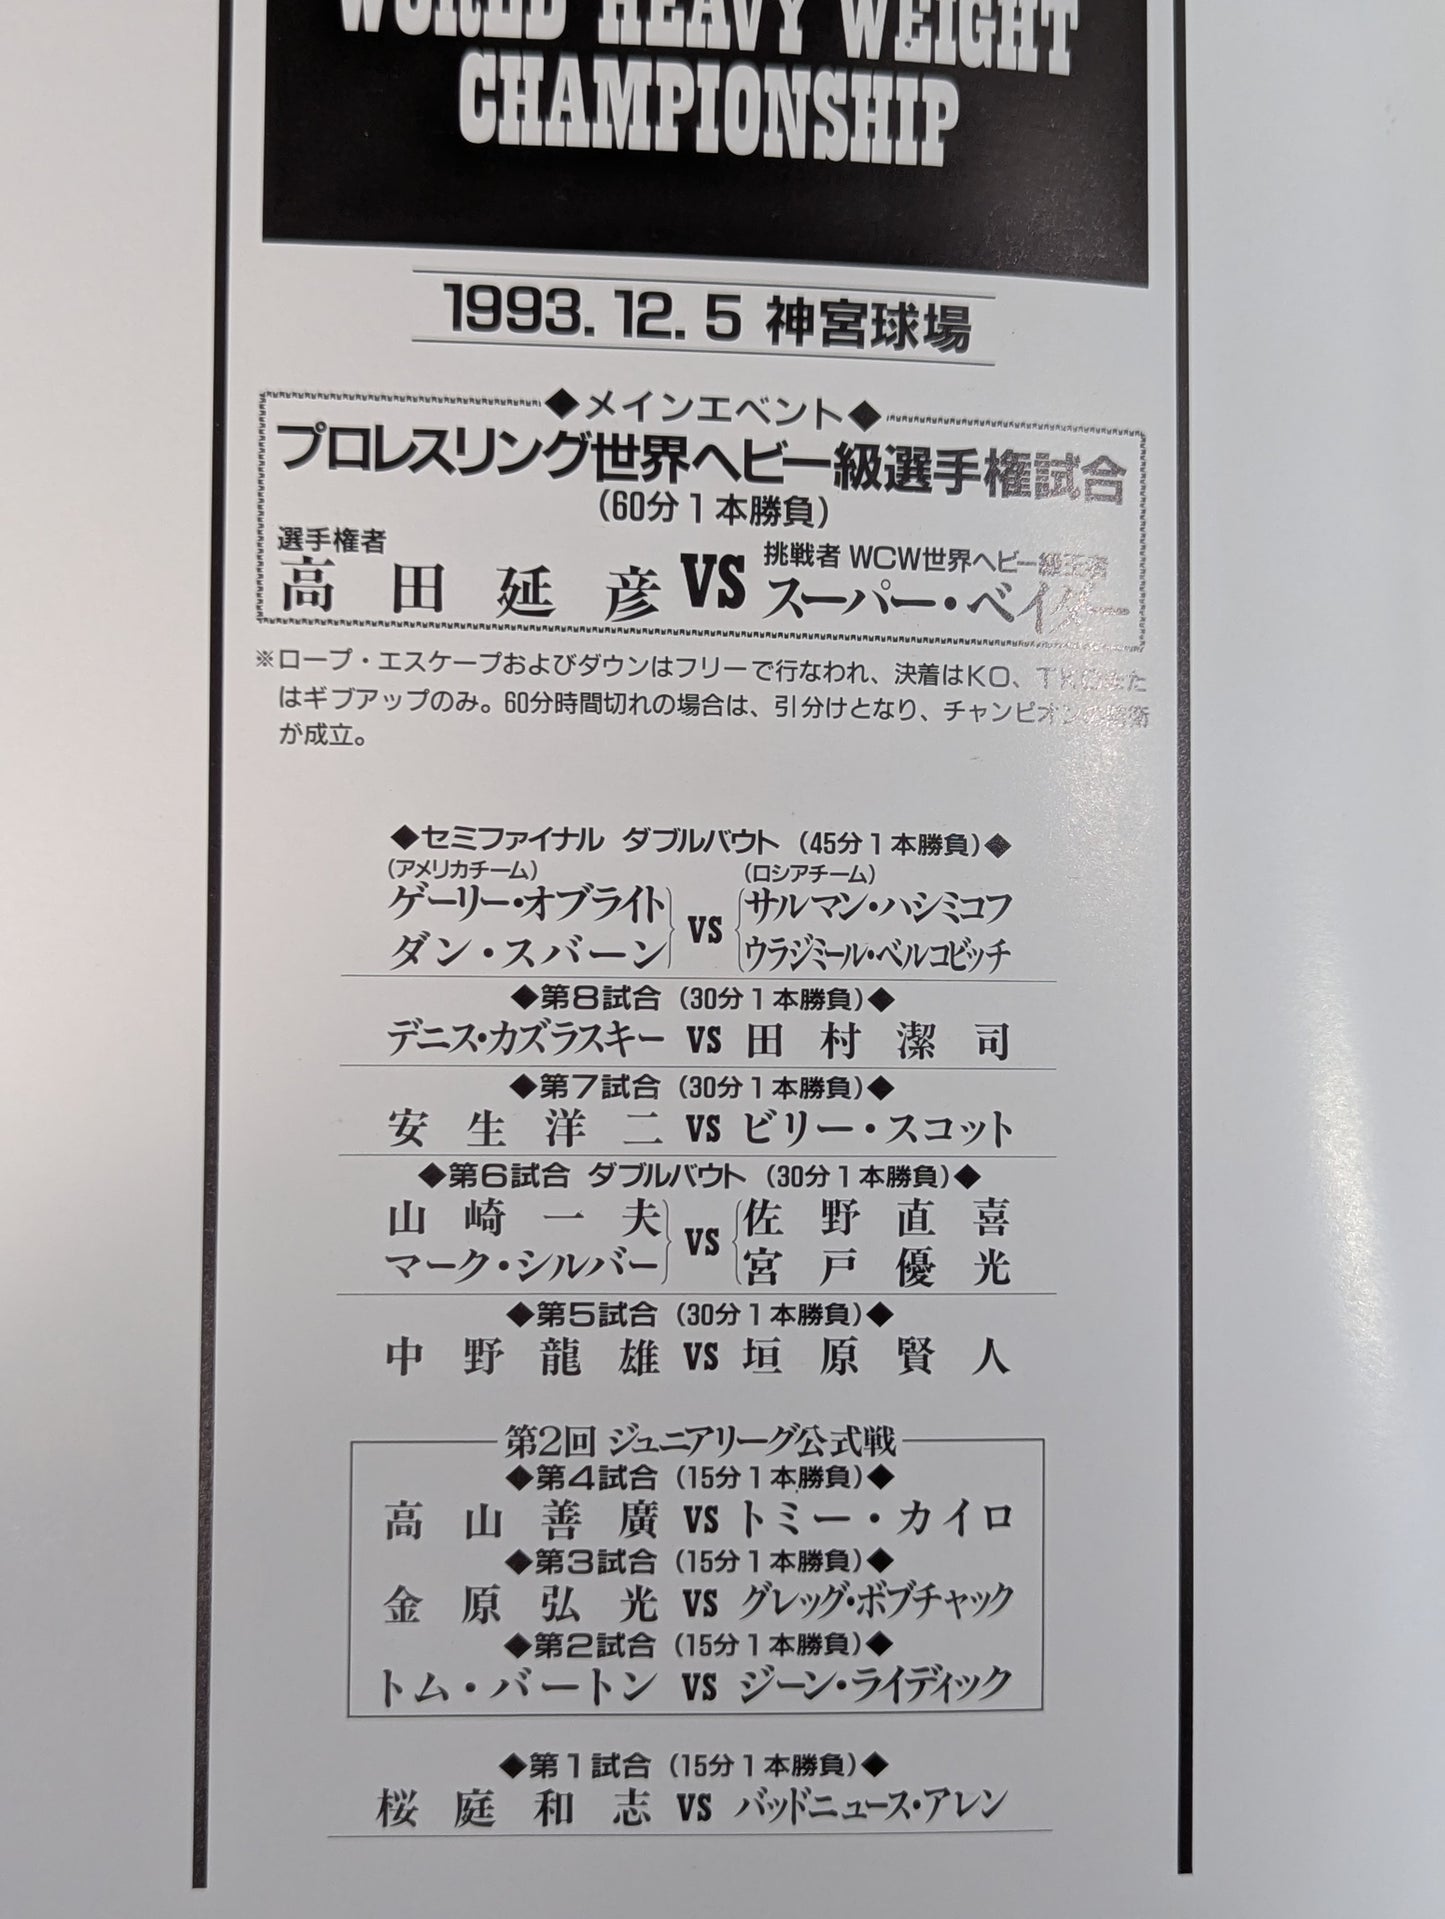 WORLD HEAVY WEIGHT
CHAMPIONSHIP
1993.12.5 神宮球場
◆メインエベント◆
プロレスリング世界ヘビー級選手権試合
(60分1本勝負)
選手権者
高田延彦 VS 挑戦者 WCW世界ヘビー級王者
スーパー・ベイダー
※ロープ・エスケープおよびダウンはフリーで行なわれ、決着はKO、TKOまた
はギブアップのみ。60分時間切れの場合は、引分けとなり、チャンピオンの防衛
が成立。
◆セミファイナル ダブルバウト (45分1本勝負)◆
(アメリカチーム) (ロシアチーム)
ゲーリー・オブライト VS サルマン・ハシミコフ
ダン・スバーン ウラジミール・ベルコビッチ
◆第8試合 (30分1本勝負)◆
デニス・カズラスキー VS 田村潔司
◆第7試合 (30分1本勝負)◆
安生洋二 VS ビリー・スコット
◆第6試合 ダブルバウト (30分1本勝負)◆
山崎一夫 VS 佐野直喜
マーク・シルバー 宮戸優光
◆第5試合 (30分1本勝負)◆
中野龍雄 VS 垣原賢人
第2回 ジュニアリーグ公式戦
◆第4試合 (15分1本勝負)◆
高山善廣 VS トミー・カイロ
◆第3試合 (15分1本勝負)◆
金原弘光 VS グレッグ・ボブチャック
◆第2試合 (15分1本勝負)◆
トム・バートン VS ジーン・ライディック
◆第1試合 (15分1本勝負)◆
桜庭和志 VS バッドニュース・アレン